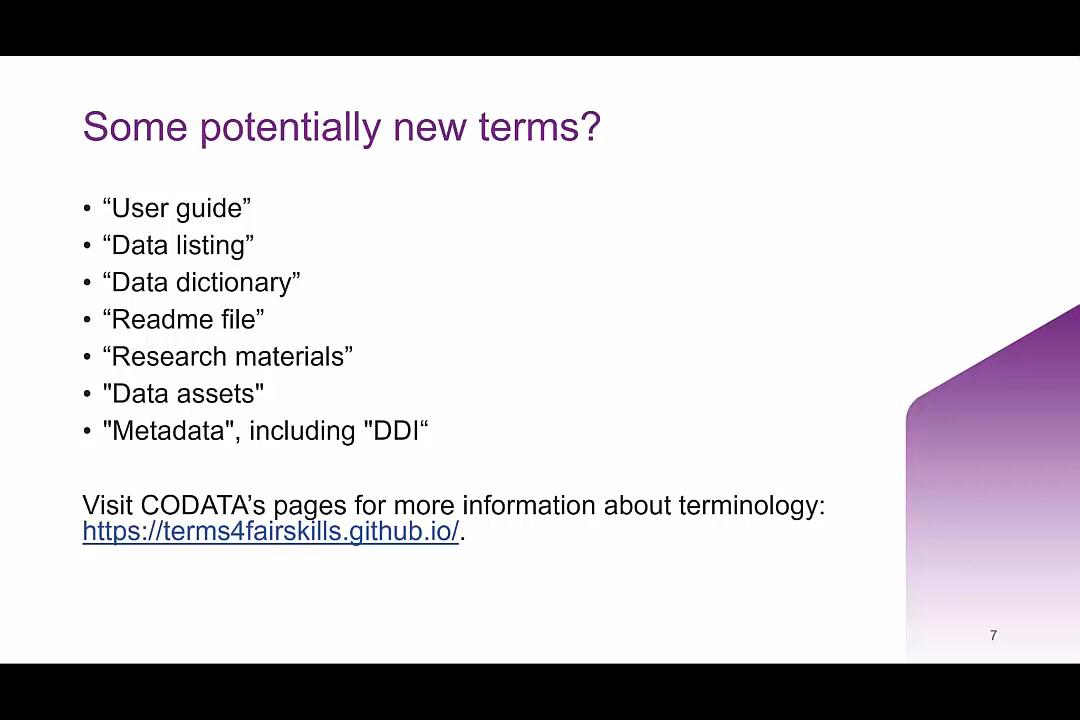 Some potentially new terms?
• “User guide”
• “Data listing”
• “Data dictionary”
• “Readme file”
• “Research materials”
• "Data assets"
• "Metadata", including "DDI“
Visit CODATA’s pages for more information about terminology:
https://terms4fairskills.github.io/.
7